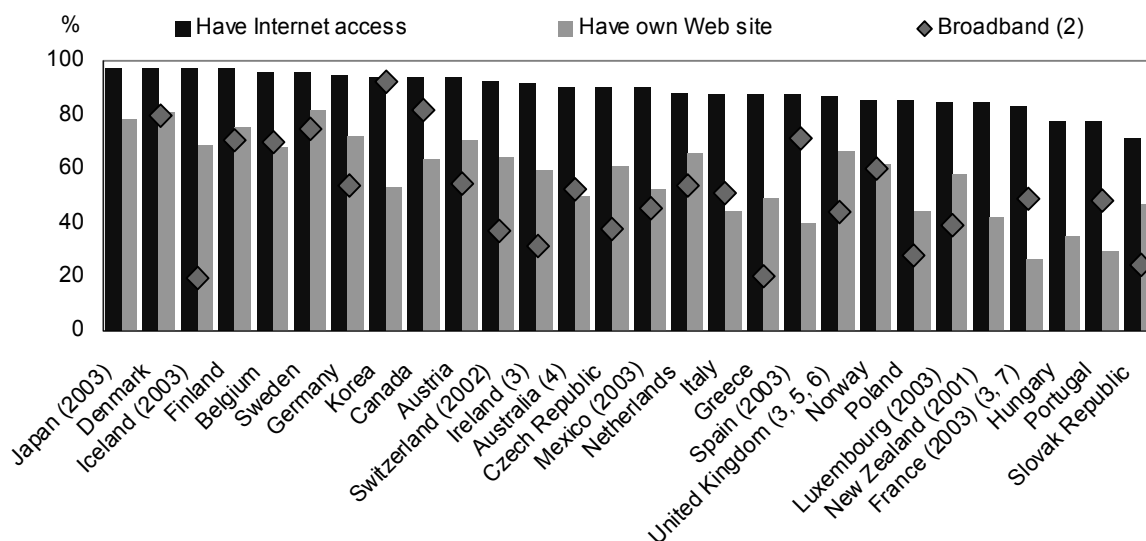 %
Have Internet access
Have own Web site
Broadband (2)
100
80
60
40
20
0
Japan (2003)
Denmark
Iceland (2003)
Finland
Belgium
Sweden
Germany
Korea
Canada
Austria
Switzerland (2002)
Ireland (3)
Australia (4)
Czech Republic
Mexico (2003)
Netherlands
Italy
Greece
Spain (2003)
United Kingdom (3, 5, 6)
Norway
Poland
Luxembourg (2003)
New Zealand (2001)
France (2003) (3, 7)
Hungary
Portugal
Slovak Republic